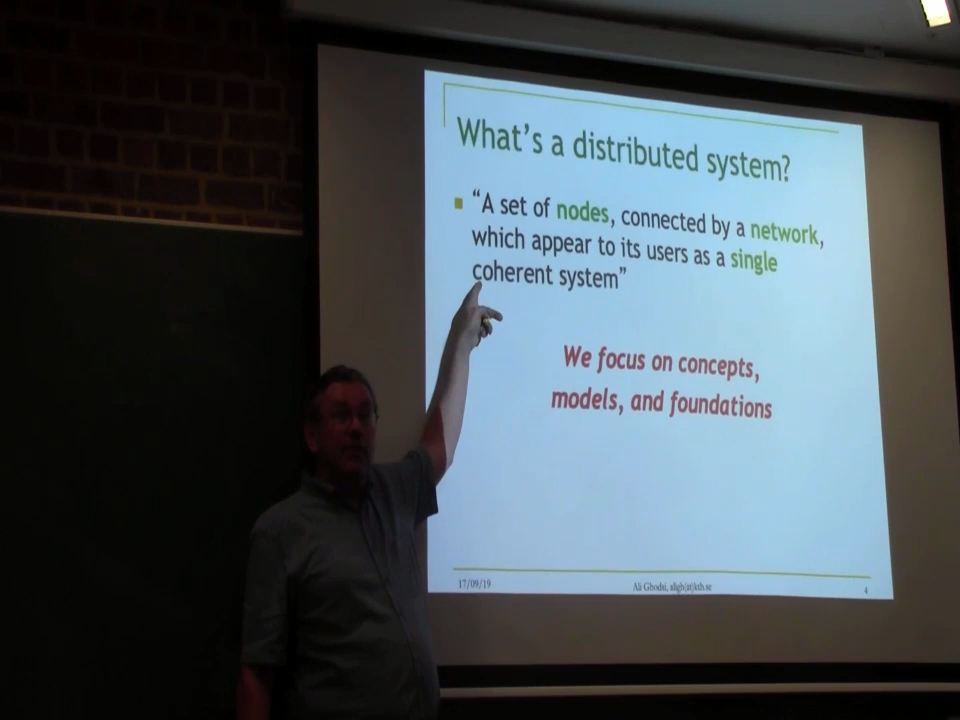 What's a distributed system?
“A set of nodes, connected by a network,
which appear to its users as a single
coherent system”
We focus on concepts,
models, and foundations
17/09/19
Ali Ghodsi, aligh(at)kth.se
4